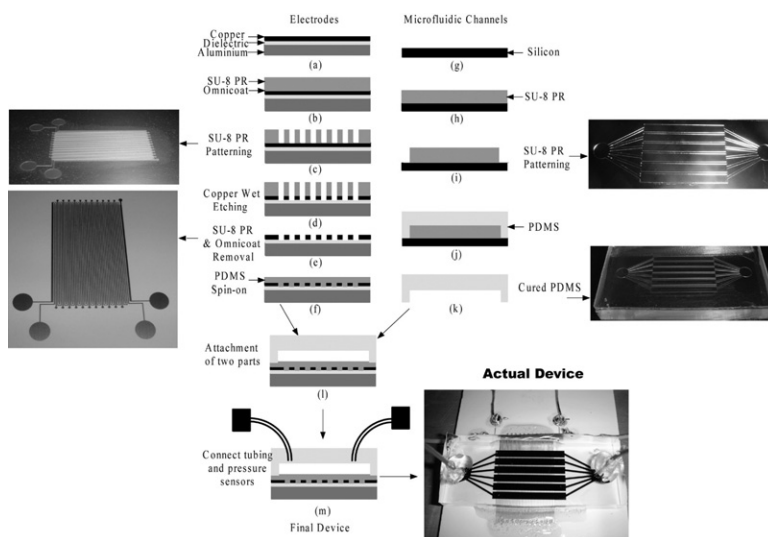 Electrodes
Microfluidic Channels
Copper
Dielectric
Aluminium
(a)
Silicon
(g)
SU-8 PR
Omnicoat
(b)
SU-8 PR
(h)
SU-8 PR
Patterning
(c)
SU-8 PR
Patterning
(i)
Copper Wet
Etching
(d)
PDMS
(j)
SU-8 PR
& Omnicoat
Removal
(e)
PDMS
Spin-on
(f)
Cured PDMS
(k)
Attachment
of two parts
(l)
Actual Device
Connect tubing
and pressure
sensors
(m)
Final Device